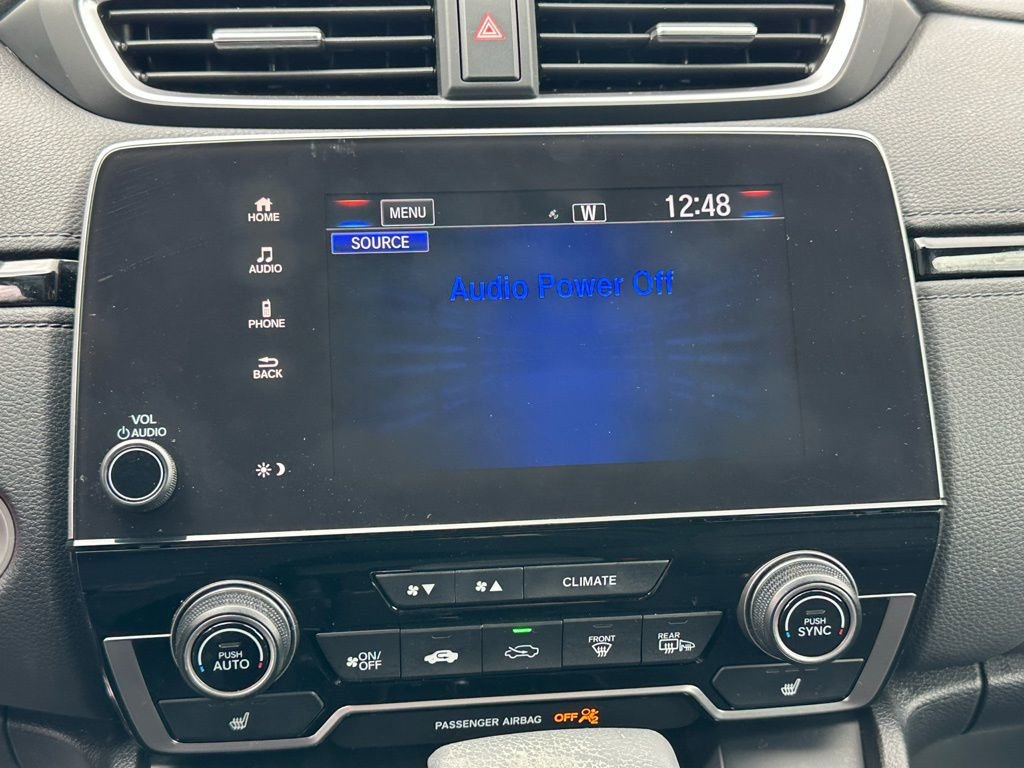 HOME
MENU
W
12:48
SOURCE
AUDIO
Audio Power Off
PHONE
BACK
VOL
AUDIO
CLIMATE
PUSH
AUTO
ON/
OFF
FRONT
REAR
PUSH
SYNC
PASSENGER AIRBAG OFF